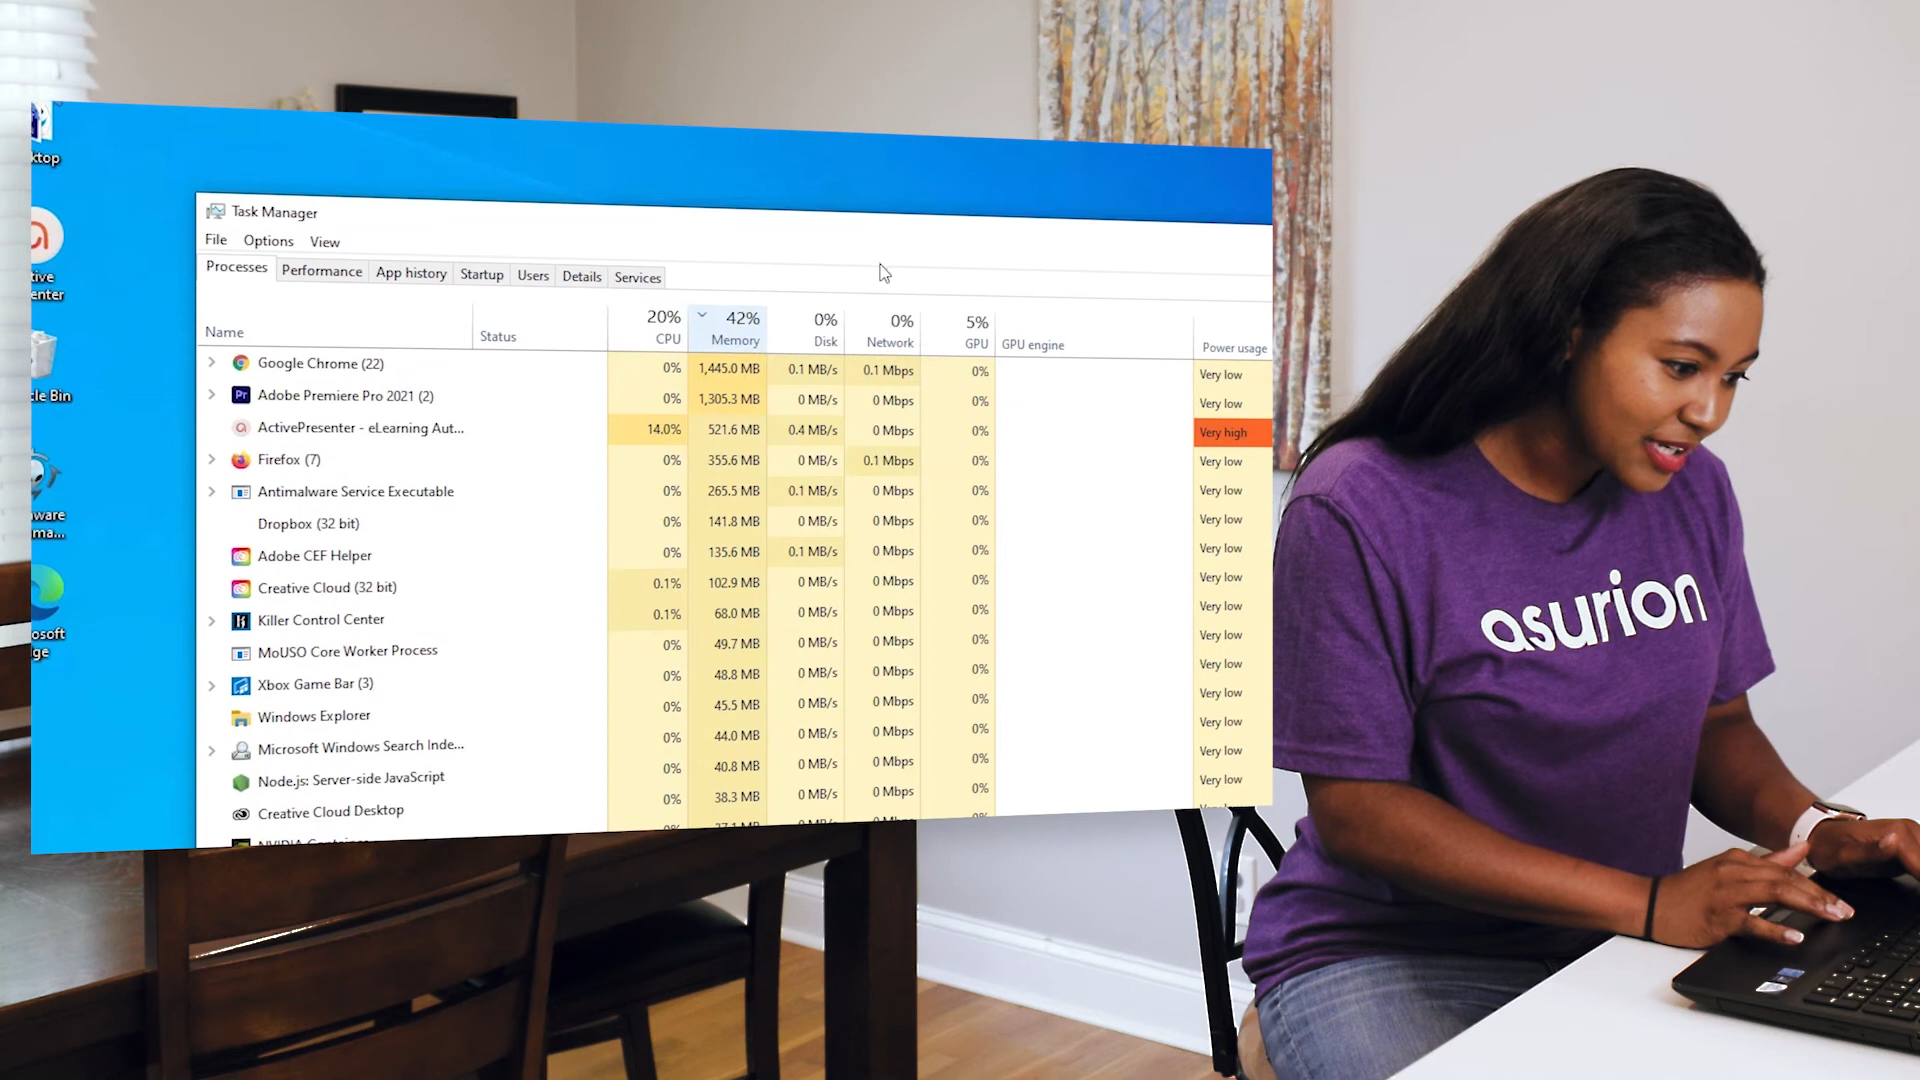 ktop
tive
enter
cle Bin
ware
ma...
osoft
ge
Task Manager
File Options View
Processes Performance App history Startup Users Details Services
Name Status 20% CPU 42% Memory 0% Disk 0% Network 5% GPU GPU engine Power usage
Google Chrome (22) 0% 1,445.0 MB 0.1 MB/s 0.1 Mbps 0% Very low
Pr Adobe Premiere Pro 2021 (2) 0% 1,305.3 MB 0 MB/s 0 Mbps 0% Very low
ActivePresenter - eLearning Aut... 14.0% 521.6 MB 0.4 MB/s 0 Mbps 0% Very high
Firefox (7) 0% 355.6 MB 0 MB/s 0.1 Mbps 0% Very low
Antimalware Service Executable 0% 265.5 MB 0.1 MB/s 0 Mbps 0% Very low
Dropbox (32 bit) 0% 141.8 MB 0 MB/s 0 Mbps 0% Very low
Adobe CEF Helper 0% 135.6 MB 0.1 MB/s 0 Mbps 0% Very low
Creative Cloud (32 bit) 0.1% 102.9 MB 0 MB/s 0 Mbps 0% Very low
Killer Control Center 0.1% 68.0 MB 0 MB/s 0 Mbps 0% Very low
MoUSO Core Worker Process 0% 49.7 MB 0 MB/s 0 Mbps 0% Very low
Xbox Game Bar (3) 0% 48.8 MB 0 MB/s 0 Mbps 0% Very low
Windows Explorer 0% 45.5 MB 0 MB/s 0 Mbps 0% Very low
Microsoft Windows Search Inde... 0% 44.0 MB 0 MB/s 0 Mbps 0% Very low
Node.js: Server-side JavaScript 0% 40.8 MB 0 MB/s 0 Mbps 0% Very low
Creative Cloud Desktop 0% 38.3 MB 0 MB/s 0 Mbps 0% Very low
asurion